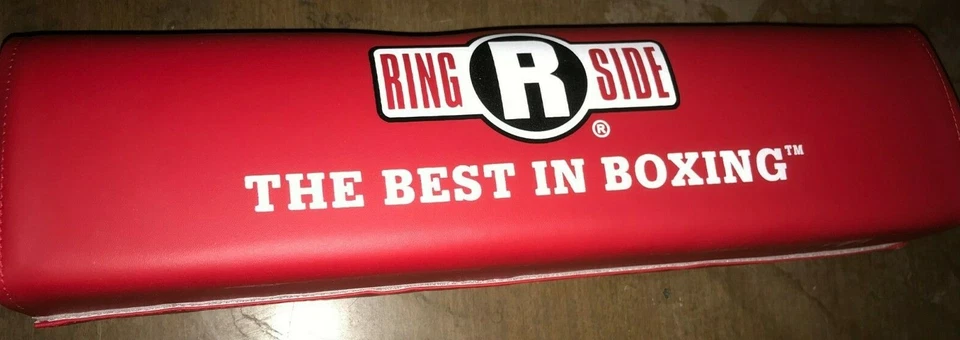 RING R SIDE ®
THE BEST IN BOXING™